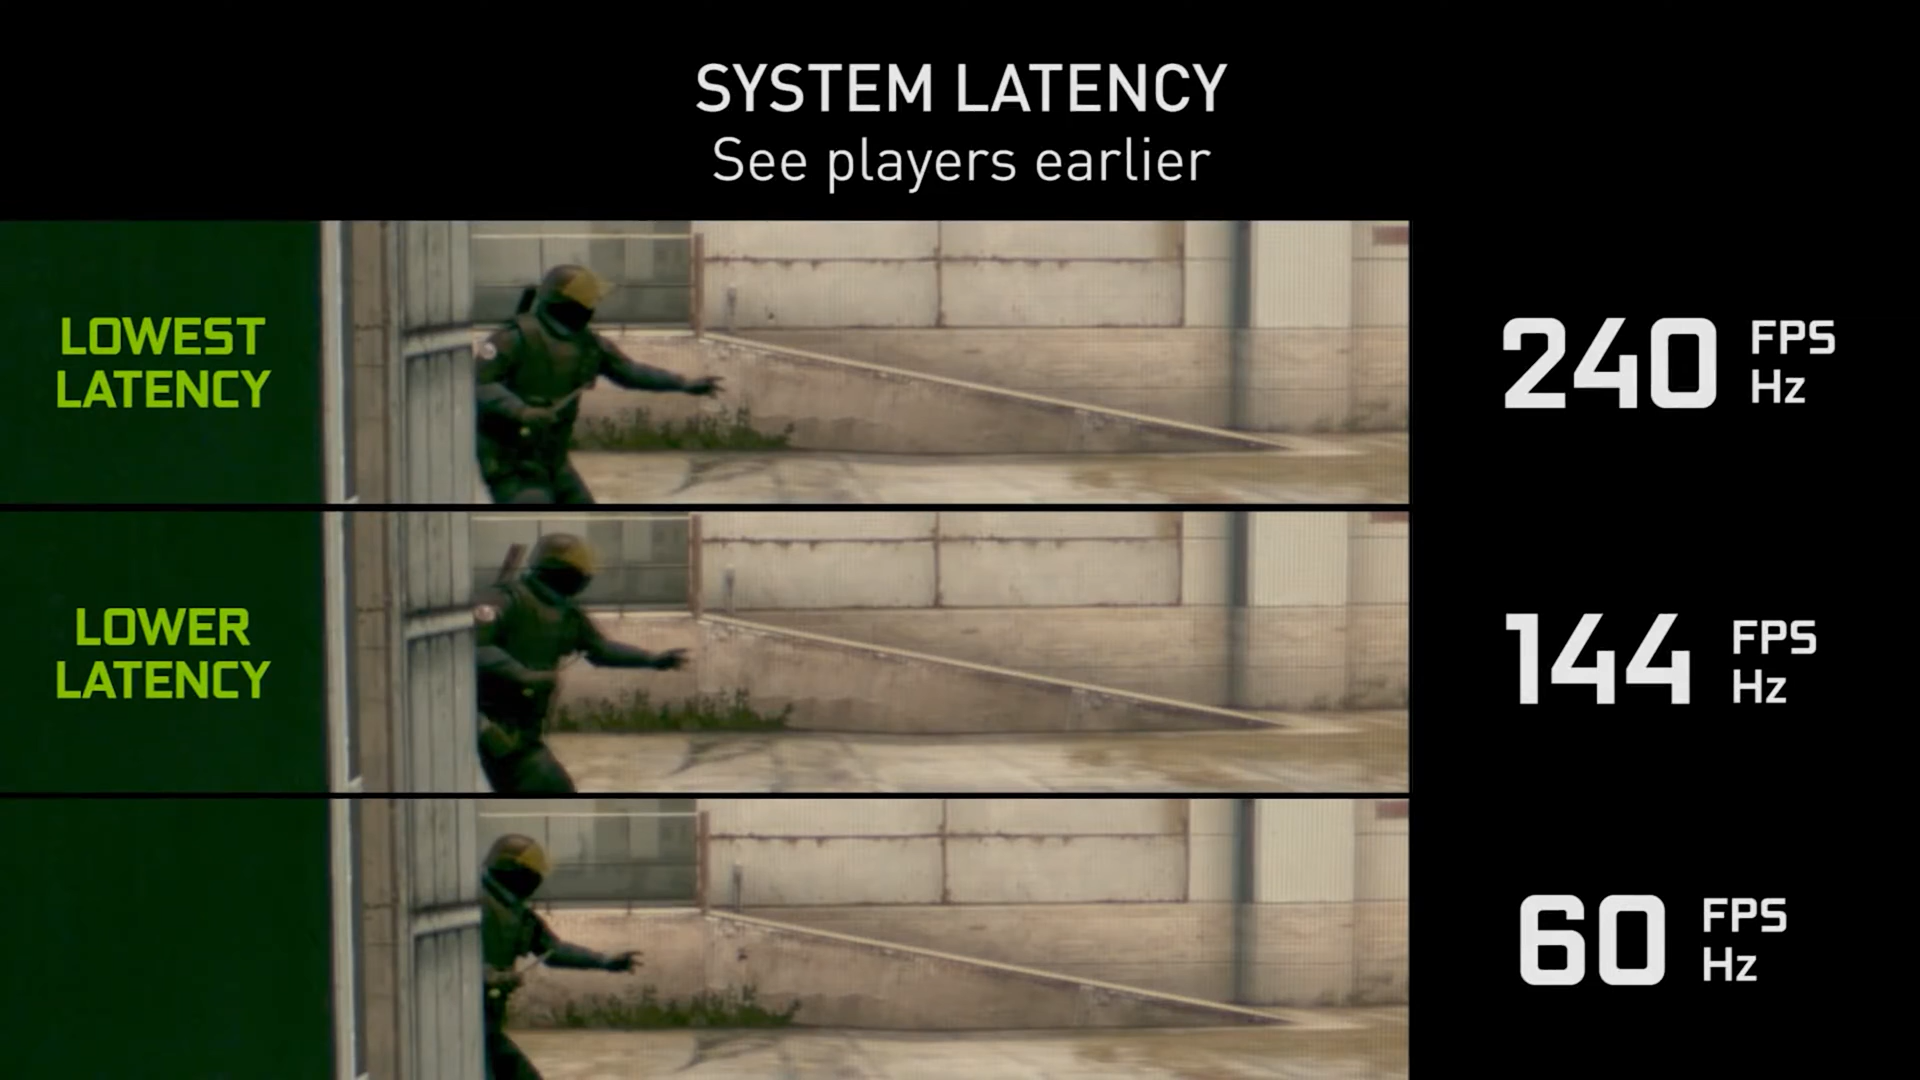 SYSTEM LATENCY
See players earlier
LOWEST
LATENCY
240 FPS
Hz
LOWER
LATENCY
144 FPS
Hz
60 FPS
Hz